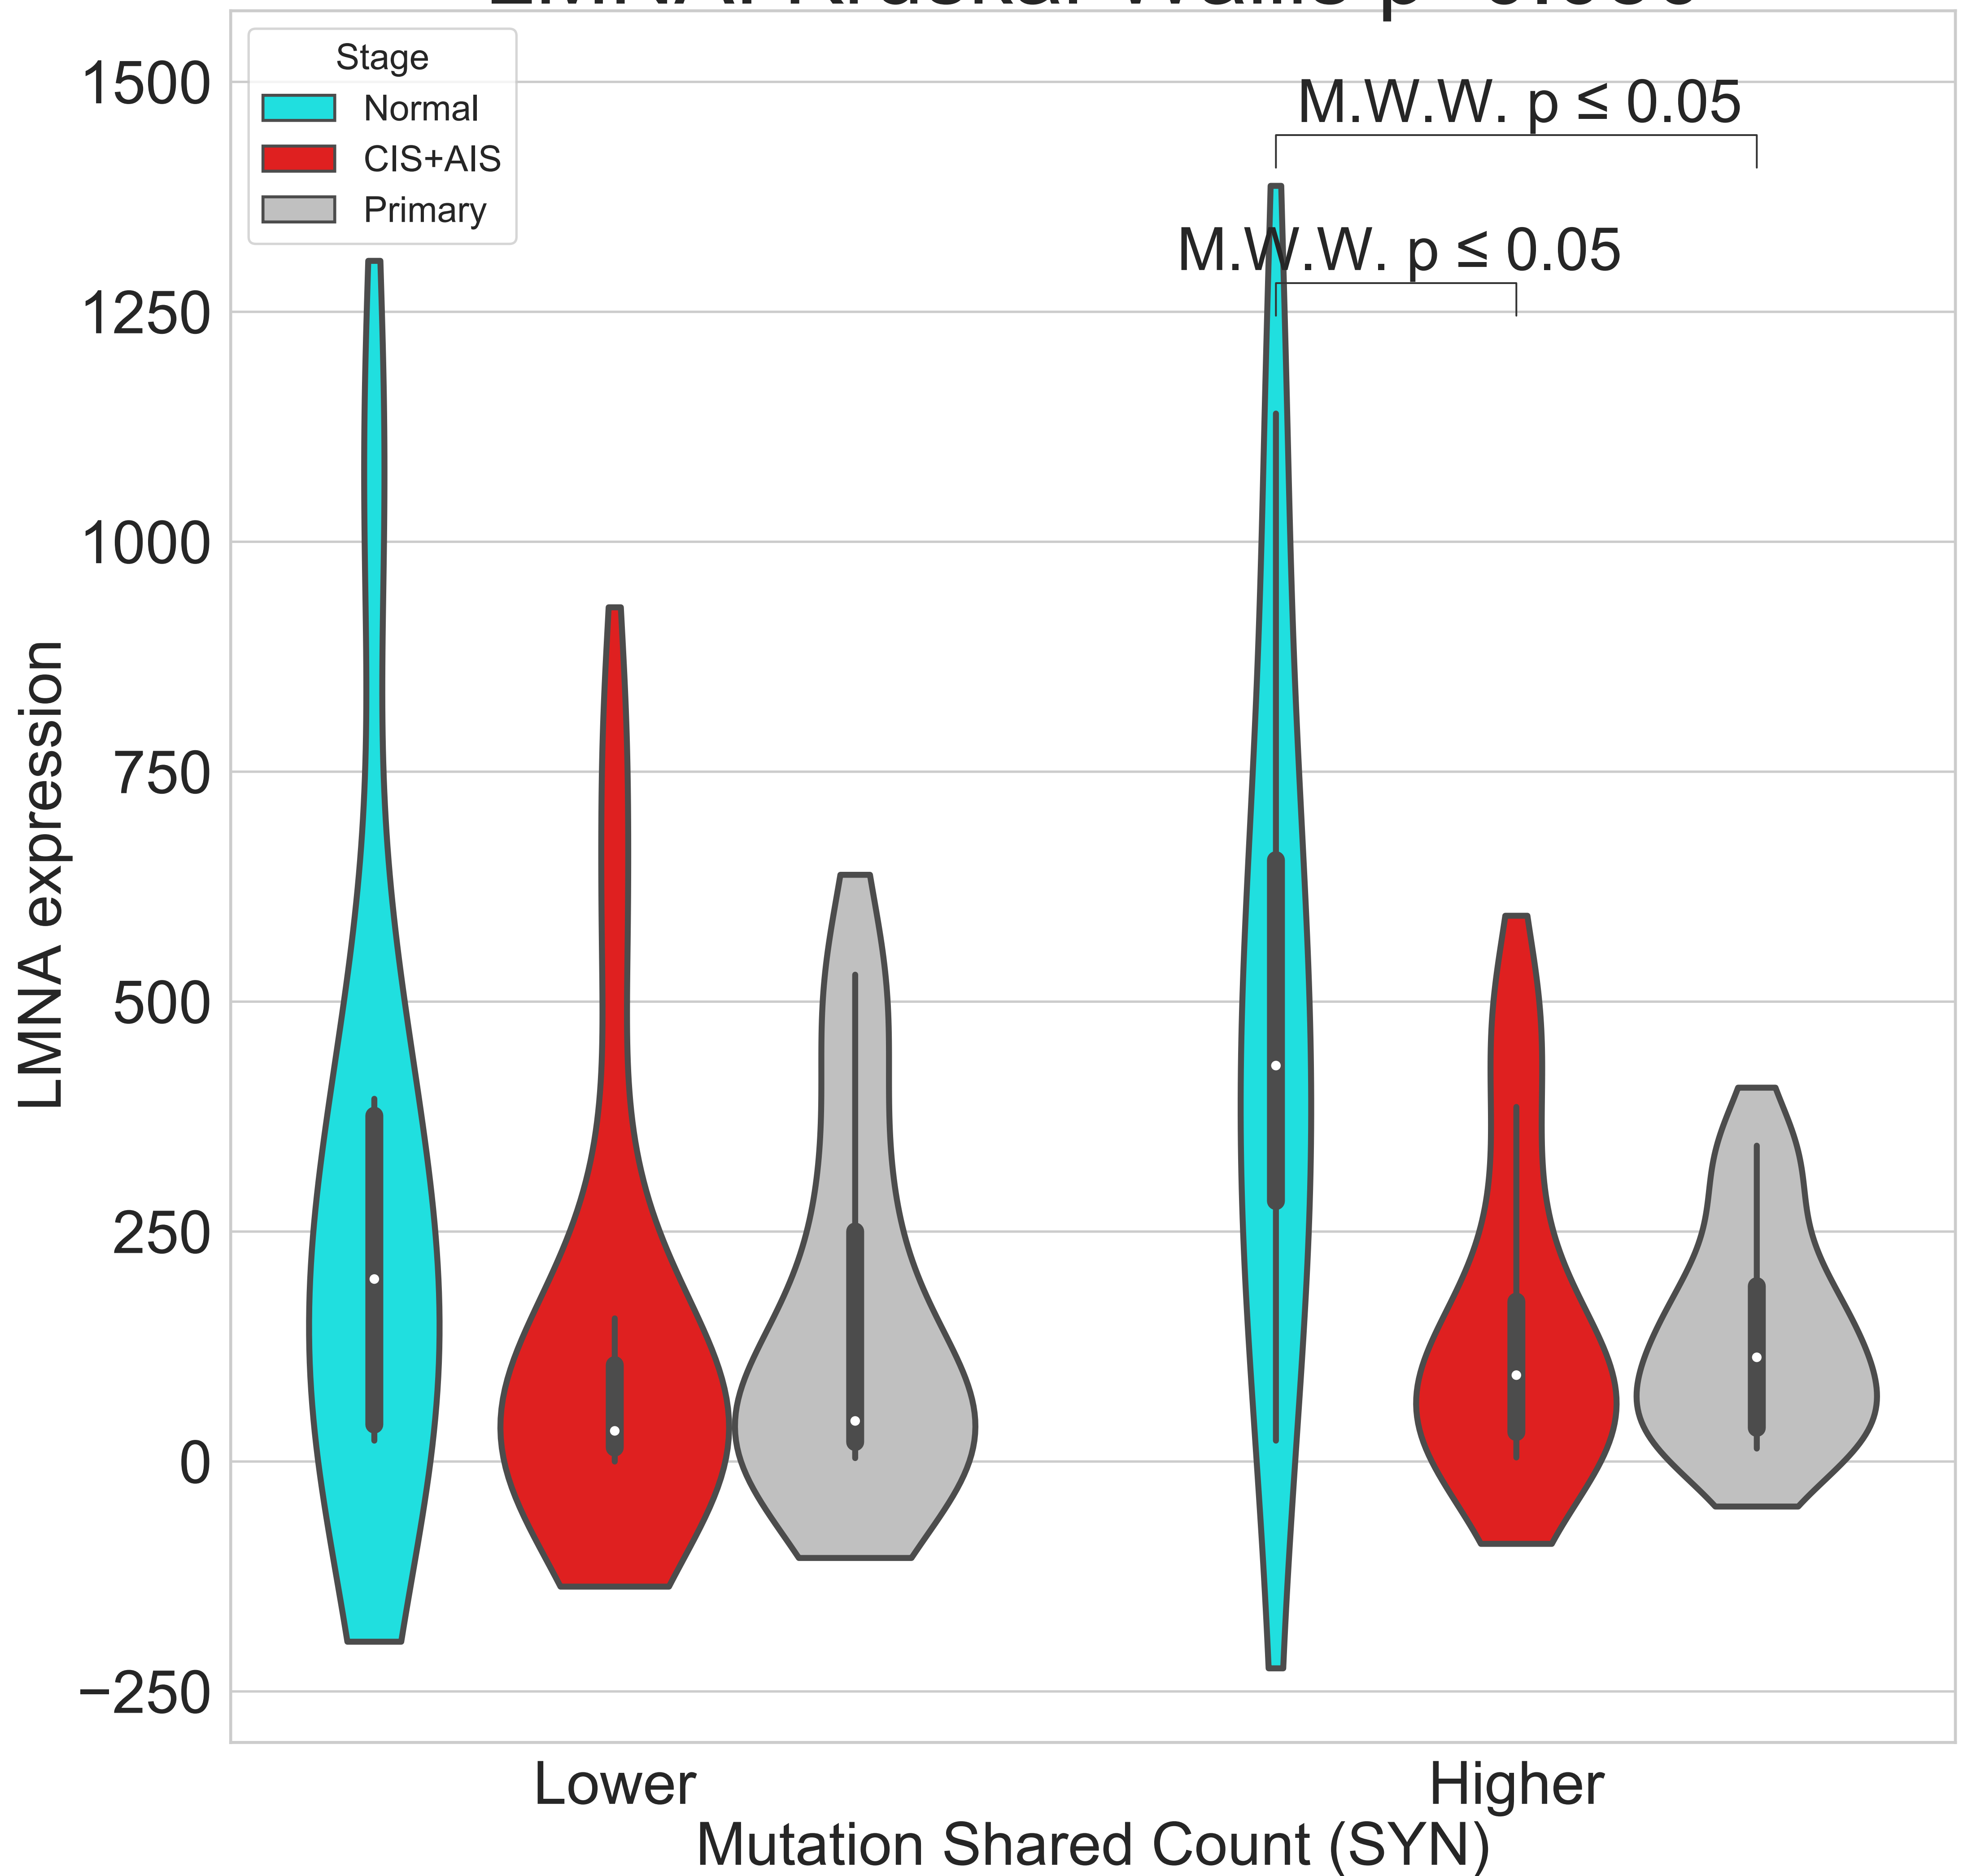 Stage
Normal
CIS+AIS
Primary
M.W.W. p ≤ 0.05
M.W.W. p ≤ 0.05
1500
1250
1000
750
500
250
0
−250
LMNA expression
Lower
Higher
Mutation Shared Count (SYN)